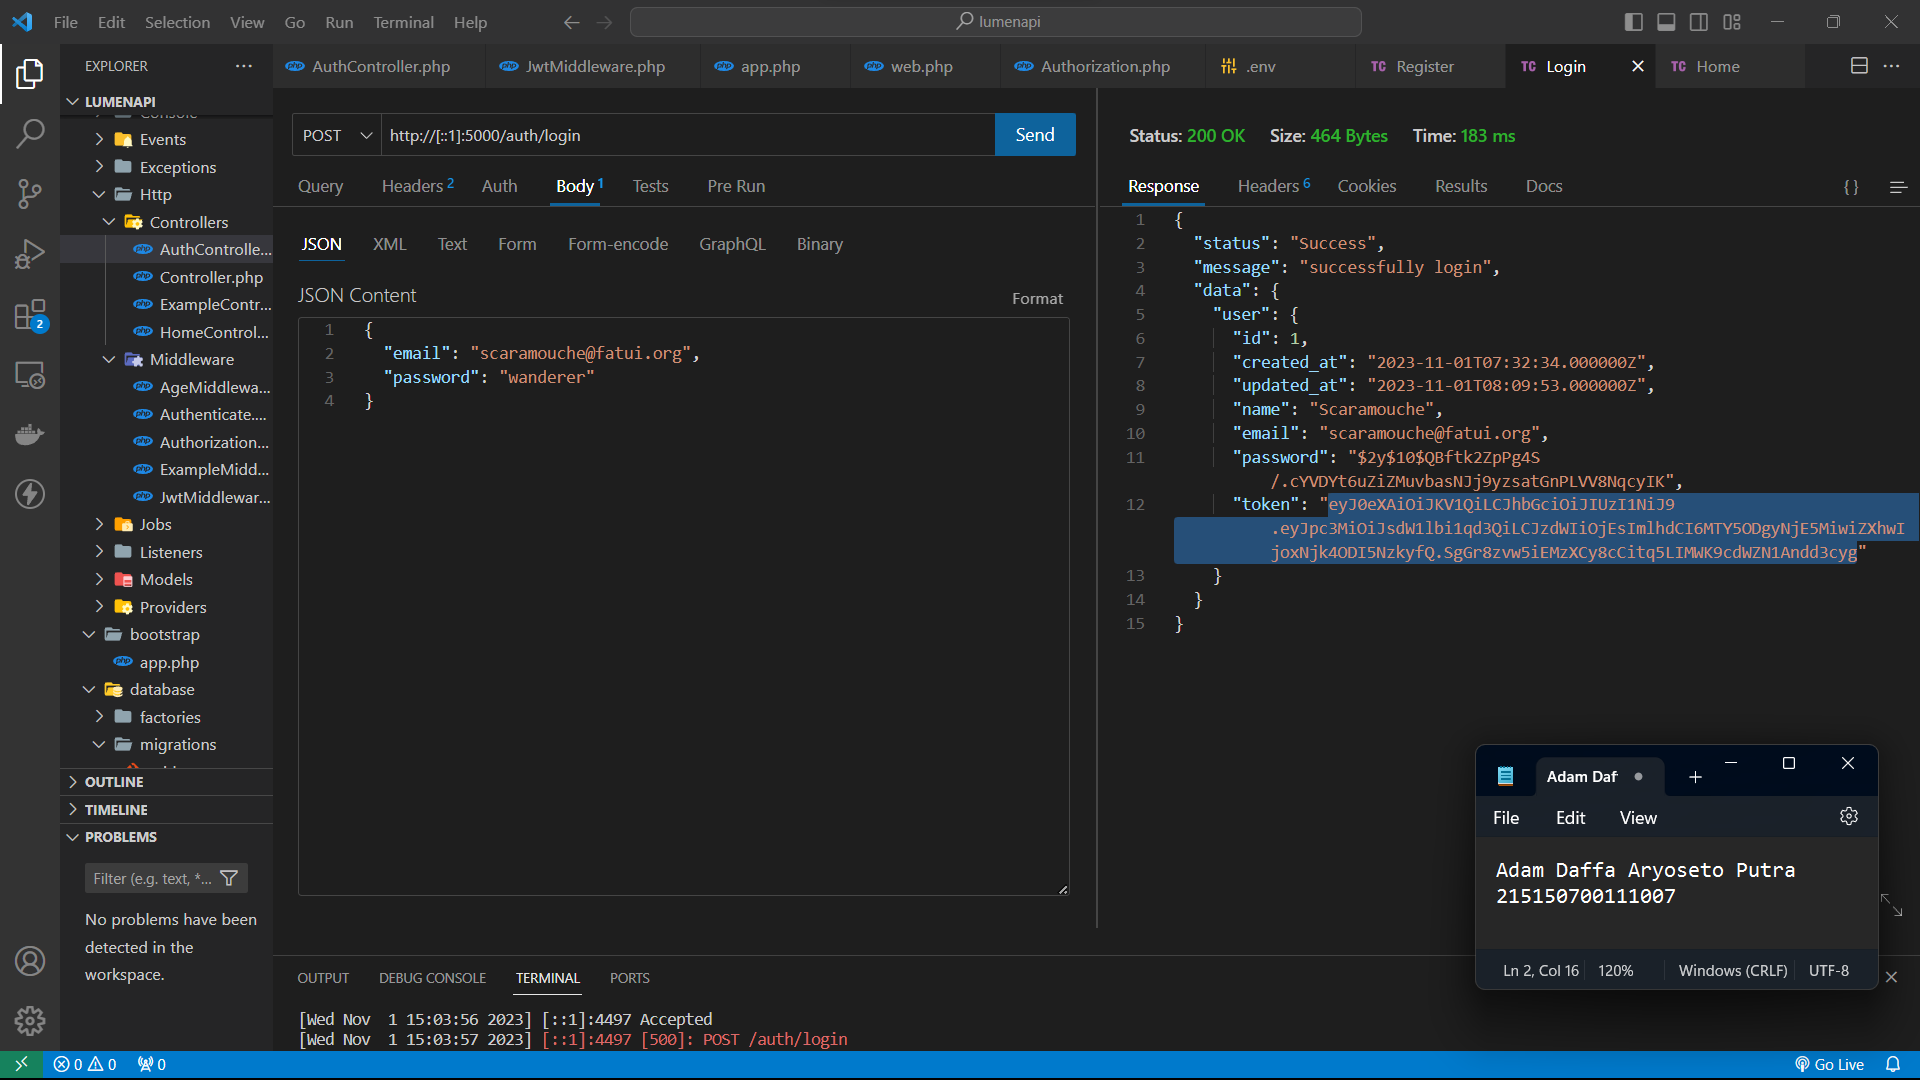 File Edit Selection View Go Run Terminal Help
lumenapi
EXPLORER
AuthController.php JwtMiddleware.php app.php web.php Authorization.php .env TC Register TC Login TC Home
LUMENAPI
Console
Events
Exceptions
Http
Controllers
AuthControlle...
Controller.php
ExampleContr...
HomeControl...
Middleware
AgeMiddlewa...
Authenticate....
Authorization...
ExampleMidd...
JwtMiddlewar...
Jobs
Listeners
Models
Providers
bootstrap
app.php
database
factories
migrations
OUTLINE
TIMELINE
PROBLEMS
Filter (e.g. text, *...
No problems have been
detected in the
workspace.
2
POST http://[::1]:5000/auth/login Send
Query Headers 2 Auth Body 1 Tests Pre Run
JSON XML Text Form Form-encode GraphQL Binary
JSON Content
Format
1 {
2 "email": "scaramouche@fatui.org",
3 "password": "wanderer"
4 }
Status: 200 OK Size: 464 Bytes Time: 183 ms
Response Headers 6 Cookies Results Docs { }
1 {
2 "status": "Success",
3 "message": "successfully login",
4 "data": {
5 "user": {
6 "id": 1,
7 "created_at": "2023-11-01T07:32:34.000000Z",
8 "updated_at": "2023-11-01T08:09:53.000000Z",
9 "name": "Scaramouche",
10 "email": "scaramouche@fatui.org",
11 "password": "$2y$10$QBftk2ZpPg4S
/.cYVDYt6uZiZMuvbasNJj9yzsatGnPLVV8NqcyIK",
12 "token": "eyJ0eXAiOiJKV1QiLCJhbGciOiJIUzI1NiJ9
.eyJpc3MiOiJsdW1lbi1qd3QiLCJzdWIiOjEsImlhdCI6MTY5ODgyNjE5MiwiZXhwI
joxNjk4ODI5NzkyfQ.SgGr8zvw5iEMzXCy8cCitq5LIMWK9cdWZN1Andd3cyg"
13 }
14 }
15 }
Adam Daf
File Edit View
Adam Daffa Aryoseto Putra
215150700111007
Ln 2, Col 16 120% Windows (CRLF) UTF-8
OUTPUT DEBUG CONSOLE TERMINAL PORTS
[Wed Nov  1 15:03:56 2023] [::1]:4497 Accepted
[Wed Nov  1 15:03:57 2023] [::1]:4497 [500]: POST /auth/login
0 0 0 Go Live